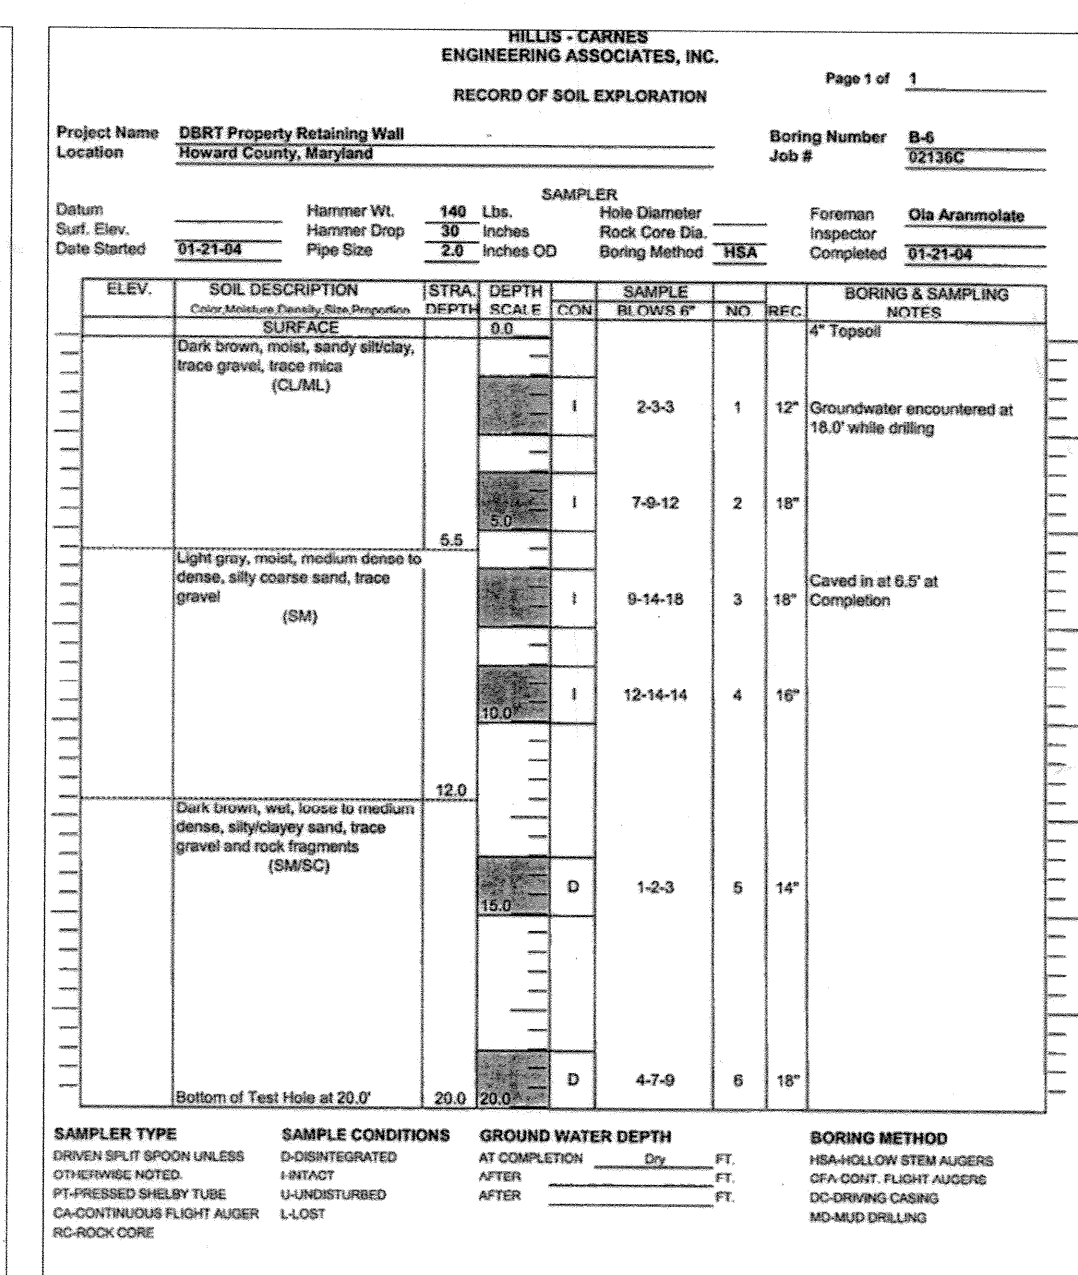 HILLIS - CARNES
ENGINEERING ASSOCIATES, INC.
Page 1 of 1
RECORD OF SOIL EXPLORATION
Project Name DBRT Property Retaining Wall
Boring Number B-6
Location Howard County, Maryland
Job # 02136C
SAMPLER
Datum Hammer Wt. 140 Lbs. Hole Diameter Foreman Ola Aranmolate
Surf. Elev. Hammer Drop 30 Inches Rock Core Dia. Inspector
Date Started 01-21-04 Pipe Size 2.0 Inches OD Boring Method HSA Completed 01-21-04
ELEV. SOIL DESCRIPTION STRA. DEPTH SAMPLE BORING & SAMPLING
Color, Moisture, Density, Size, Proportion DEPTH SCALE CON BLOWS 6" NO. REC. NOTES
SURFACE 0.0 4" Topsoil
Dark brown, moist, sandy silt/clay,
trace gravel, trace mica
(CL/ML)
I 2-3-3 1 12" Groundwater encountered at
18.0' while drilling
I 7-9-12 2 18"
5.0
5.5
Light gray, moist, medium dense to
dense, silty coarse sand, trace
gravel
(SM)
I 9-14-18 3 18"
Caved in at 6.5' at
Completion
I 12-14-14 4 16"
10.0
12.0
Dark brown, wet, loose to medium
dense, silty/clayey sand, trace
gravel and rock fragments
(SM/SC)
D 1-2-3 5 14"
15.0
D 4-7-9 6 18"
Bottom of Test Hole at 20.0' 20.0 20.0
SAMPLER TYPE SAMPLE CONDITIONS GROUND WATER DEPTH BORING METHOD
DRIVEN SPLIT SPOON UNLESS D-DISINTEGRATED AT COMPLETION Dry FT. HSA-HOLLOW STEM AUGERS
OTHERWISE NOTED. I-INTACT AFTER FT. CFA-CONT. FLIGHT AUGERS
PT-PRESSED SHELBY TUBE U-UNDISTURBED AFTER FT. DC-DRIVING CASING
CA-CONTINUOUS FLIGHT AUGER L-LOST MD-MUD DRILLING
RC-ROCK CORE